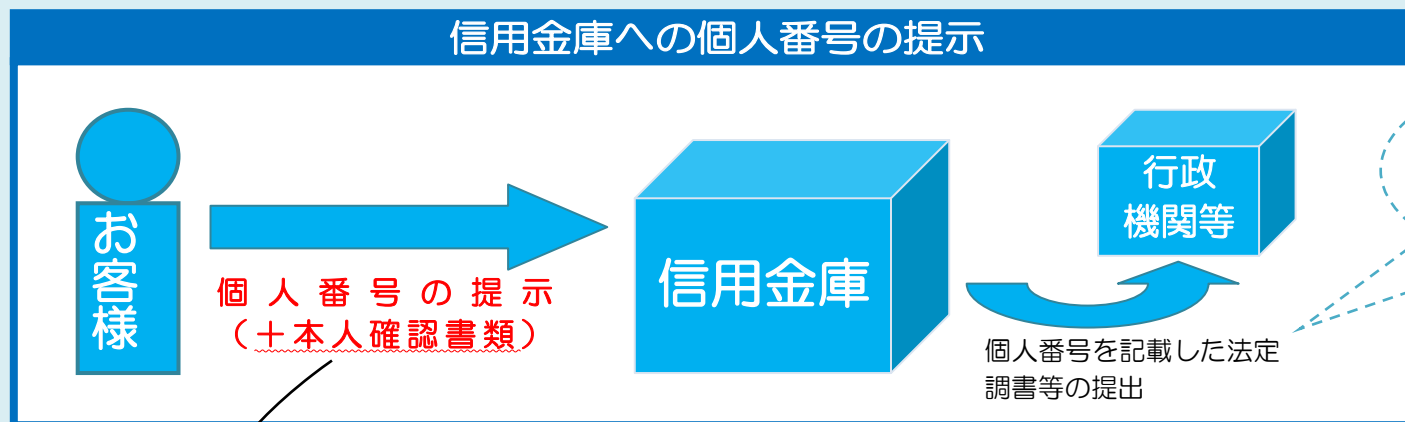 信用金庫への個人番号の提示
お客様
個人番号の提示
（＋本人確認書類）
信用金庫
行政
機関等
個人番号を記載した法定
調書等の提出